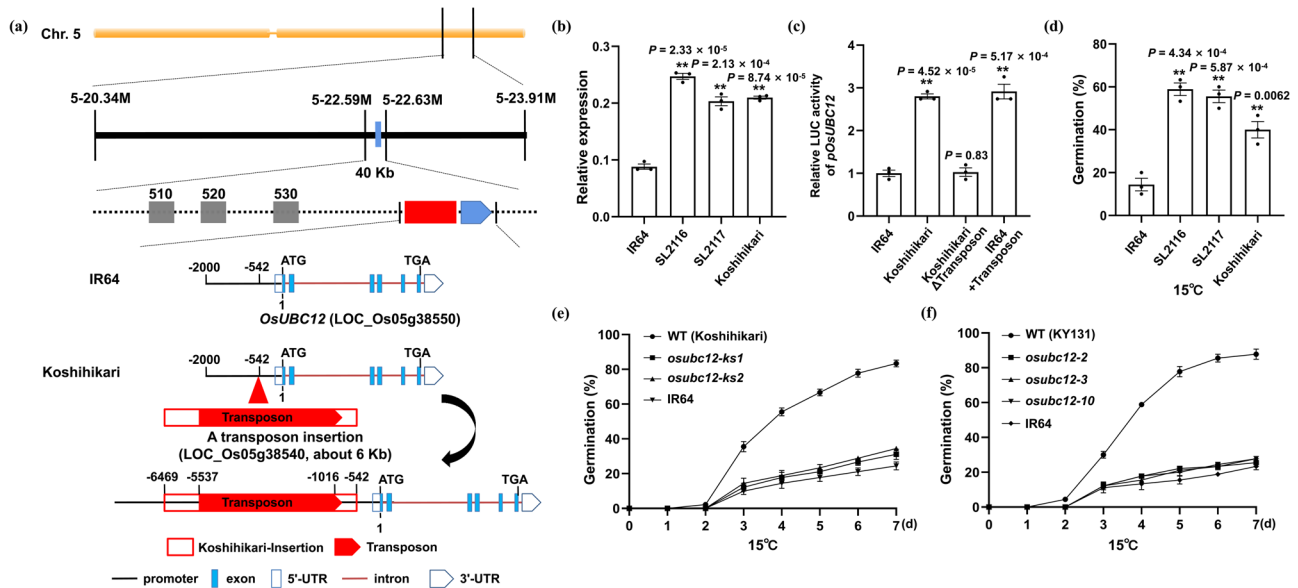 (a)
Chr. 5
5-20.34M
5-22.59M
5-22.63M
5-23.91M
40 Kb
510
520
530
IR64
-2000
-542
ATG
TGA
1
OsUBC12 (LOC_Os05g38550)
Koshihikari
-2000
-542
ATG
TGA
1
Transposon
A transposon insertion
(LOC_Os05g38540, about 6 Kb)
-6469
-5537
-1016
-542
ATG
TGA
Transposon
1
Koshihikari-Insertion
Transposon
promoter
exon
5'-UTR
intron
3'-UTR
(b)
Relative expression
0.3
0.2
0.1
0.0
P = 2.33 × 10-5
P = 2.13 × 10-4
P = 8.74 × 10-5
**
**
**
IR64
SL2116
SL2117
Koshihikari
(c)
Relative LUC activity
of pOsUBC12
4
3
2
1
0
P = 4.52 × 10-5
P = 0.83
P = 5.17 × 10-4
**
**
IR64
Koshihikari
Koshihikari
ΔTransposon
IR64
+Transposon
(d)
Germination (%)
80
60
40
20
0
P = 4.34 × 10-4
P = 5.87 × 10-4
P = 0.0062
**
**
**
IR64
SL2116
SL2117
Koshihikari
15℃
(e)
Germination (%)
100
80
60
40
20
0
WT (Koshihikari)
osubc12-ks1
osubc12-ks2
IR64
0 1 2 3 4 5 6 7(d)
15℃
(f)
Germination (%)
100
80
60
40
20
0
WT (KY131)
osubc12-2
osubc12-3
osubc12-10
IR64
0 1 2 3 4 5 6 7(d)
15℃